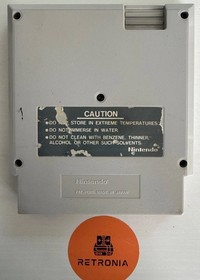 CAUTION
•DO NOT STORE IN EXTREME TEMPERATURES.
•DO NOT IMMERSE IN WATER.
•DO NOT CLEAN WITH BENZENE, THINNER,
ALCOHOL OR OTHER SUCH SOLVENTS.
Nintendo
Nintendo
RETRONIA